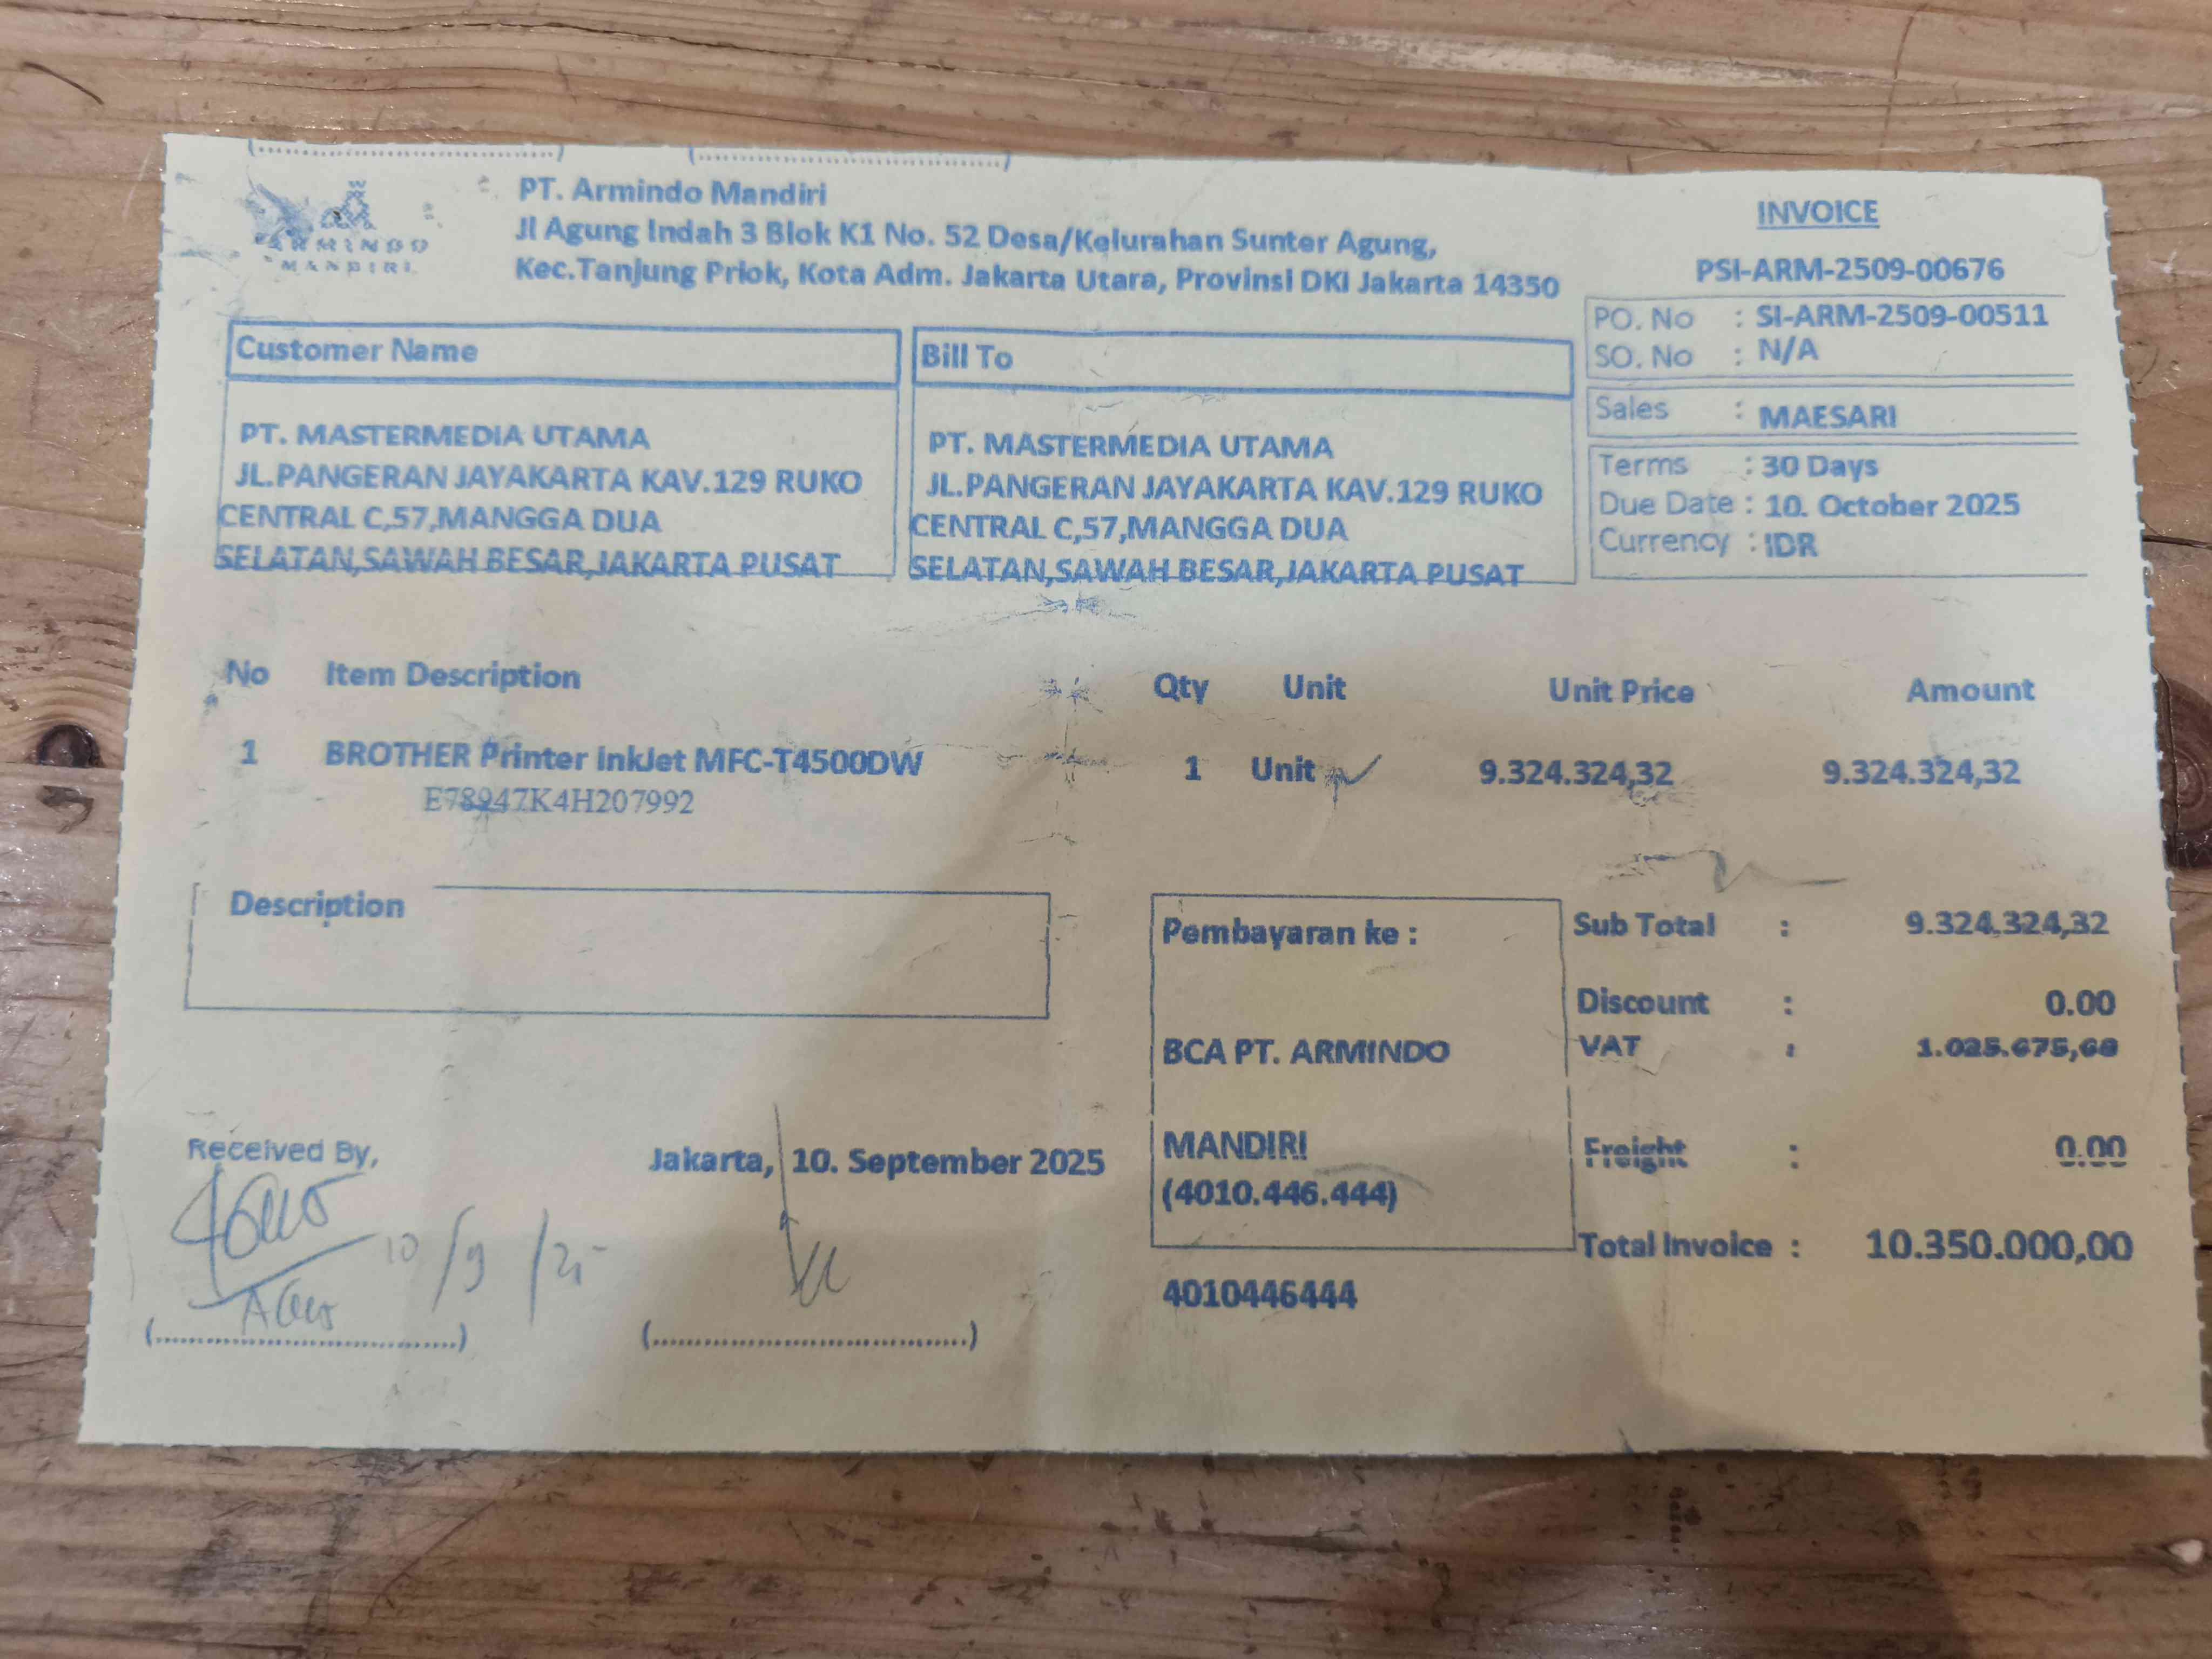 ARMINDO
MANDIRI
PT. Armindo Mandiri
Jl Agung Indah 3 Blok K1 No. 52 Desa/Kelurahan Sunter Agung,
Kec.Tanjung Priok, Kota Adm. Jakarta Utara, Provinsi DKI Jakarta 14350
INVOICE
PSI-ARM-2509-00676
PO. No : SI-ARM-2509-00511
SO. No : N/A
Sales : MAESARI
Terms : 30 Days
Due Date : 10. October 2025
Currency : IDR
Customer Name
PT. MASTERMEDIA UTAMA
JL.PANGERAN JAYAKARTA KAV.129 RUKO
CENTRAL C,57,MANGGA DUA
SELATAN,SAWAH BESAR,JAKARTA PUSAT
Bill To
PT. MASTERMEDIA UTAMA
JL.PANGERAN JAYAKARTA KAV.129 RUKO
CENTRAL C,57,MANGGA DUA
SELATAN,SAWAH BESAR,JAKARTA PUSAT
No Item Description Qty Unit Unit Price Amount
1 BROTHER Printer InkJet MFC-T4500DW 1 Unit 9.324.324,32 9.324.324,32
E78947K4H207992
Description
Pembayaran ke :
BCA PT. ARMINDO
MANDIRI
(4010.446.444)
4010446444
Sub Total : 9.324.324,32
Discount : 0.00
VAT : 1.025.675,68
Freight : 0.00
Total Invoice : 10.350.000,00
Received By,
10/9/25
(..............................)
Jakarta, 10. September 2025
(..............................)